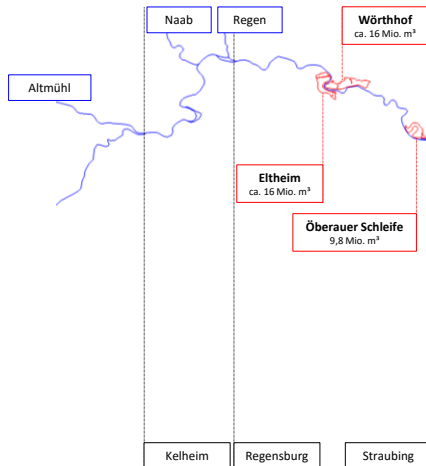 Naab
Regen
Wörthhof
ca. 16 Mio. m³
Altmühl
Eltheim
ca. 16 Mio. m³
Öberauer Schleife
9,8 Mio. m³
Kelheim
Regensburg
Straubing